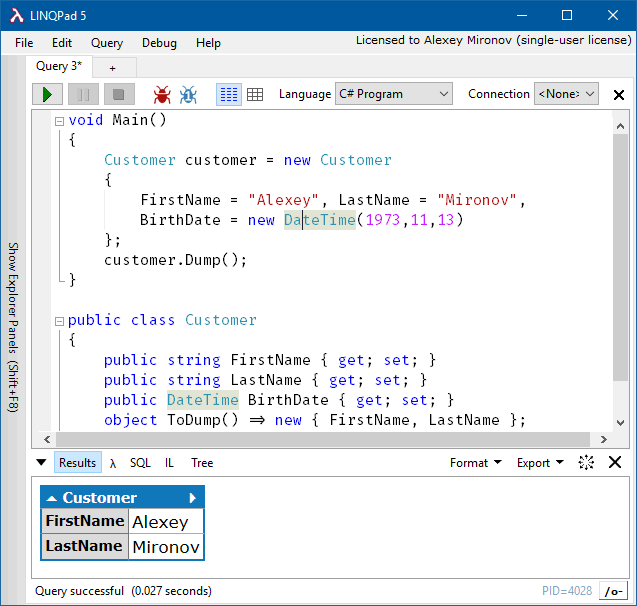 LINQPad 5
File Edit Query Debug Help Licensed to Alexey Mironov (single-user license)
Query 3* +
Language C# Program Connection <None>
void Main()
{
Customer customer = new Customer
{
FirstName = "Alexey", LastName = "Mironov",
BirthDate = new DateTime(1973,11,13)
};
customer.Dump();
}
public class Customer
{
public string FirstName { get; set; }
public string LastName { get; set; }
public DateTime BirthDate { get; set; }
object ToDump() => new { FirstName, LastName };
Show Explorer Panels (Shift+F8)
Results λ SQL IL Tree Format Export
Customer
FirstName Alexey
LastName Mironov
Query successful (0.027 seconds) PID=4028 /o-